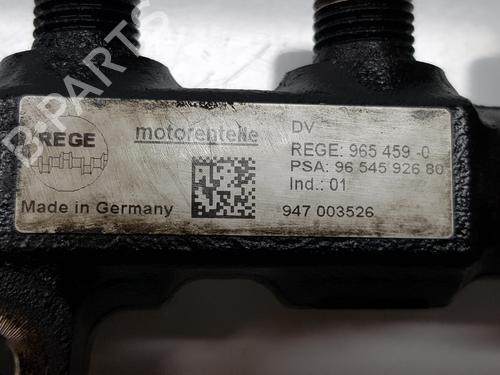 B-PARTS
REGE
motorenteile
Made in Germany
DV
REGE: 965 459 -0
PSA: 96 545 926 80
Ind.: 01
947 003526